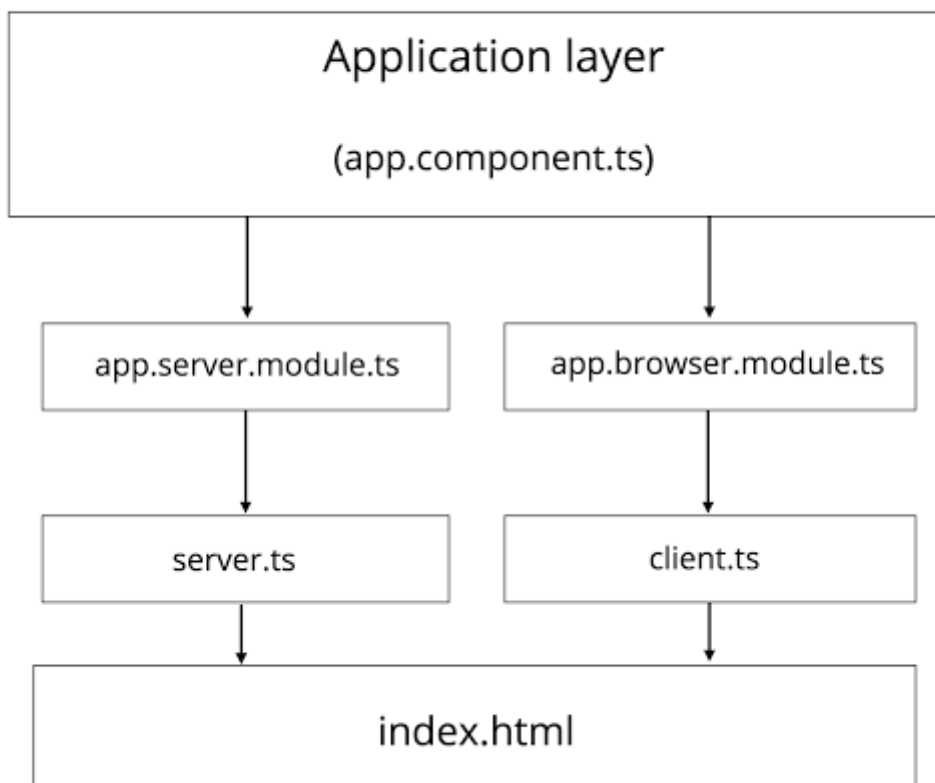 Application layer
(app.component.ts)
app.server.module.ts
app.browser.module.ts
server.ts
client.ts
index.html